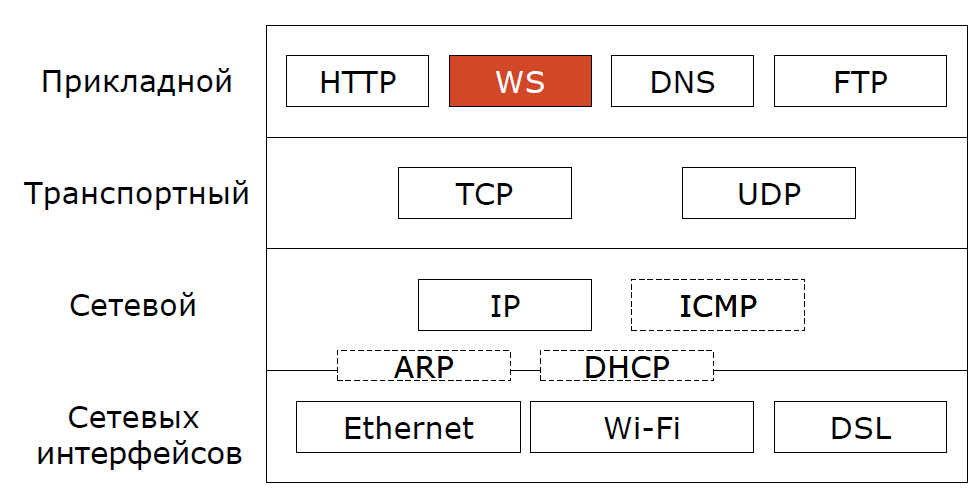 Прикладной
HTTP
WS
DNS
FTP
Транспортный
TCP
UDP
Сетевой
IP
ICMP
ARP
DHCP
Сетевых
интерфейсов
Ethernet
Wi-Fi
DSL